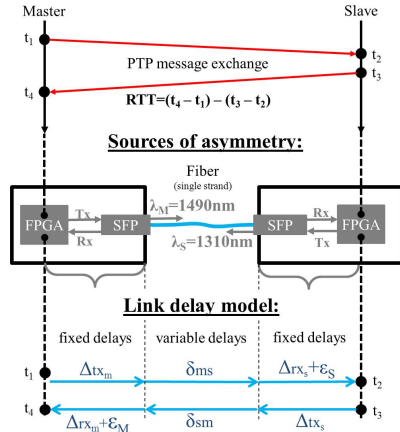 Master
Slave
t1
t2
PTP message exchange
t3
t4
RTT=(t4 – t1) – (t3 – t2)
Sources of asymmetry:
Fiber
(single strand)
λM=1490nm
FPGA Tx Rx SFP
SFP Rx Tx FPGA
λS=1310nm
Link delay model:
fixed delays variable delays fixed delays
t1 Δtxm δms Δrxs+εS t2
t4 Δrxm+εM δsm Δtxs t3